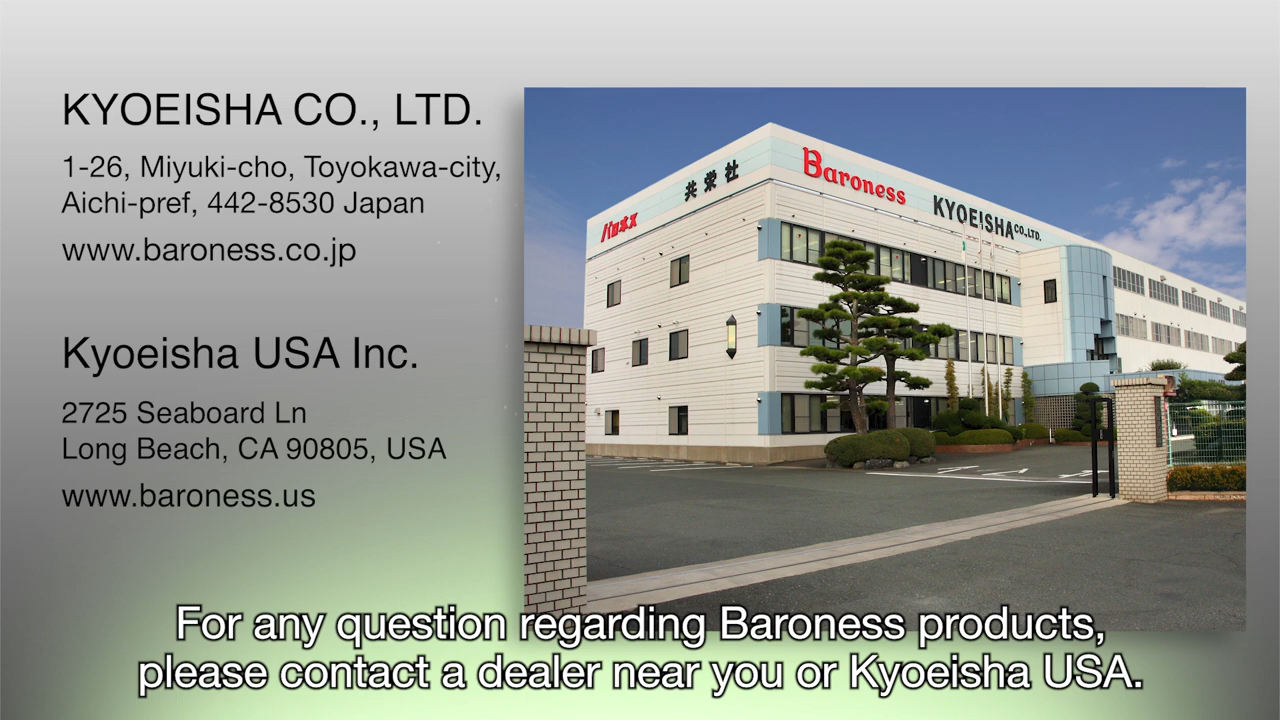 KYOEISHA CO., LTD.
1-26, Miyuki-cho, Toyokawa-city,
Aichi-pref, 442-8530 Japan
www.baroness.co.jp
Kyoeisha USA Inc.
2725 Seaboard Ln
Long Beach, CA 90805, USA
www.baroness.us
バロネス
共栄社
Baroness
KYOEISHA CO.,LTD.
For any question regarding Baroness products,
please contact a dealer near you or Kyoeisha USA.